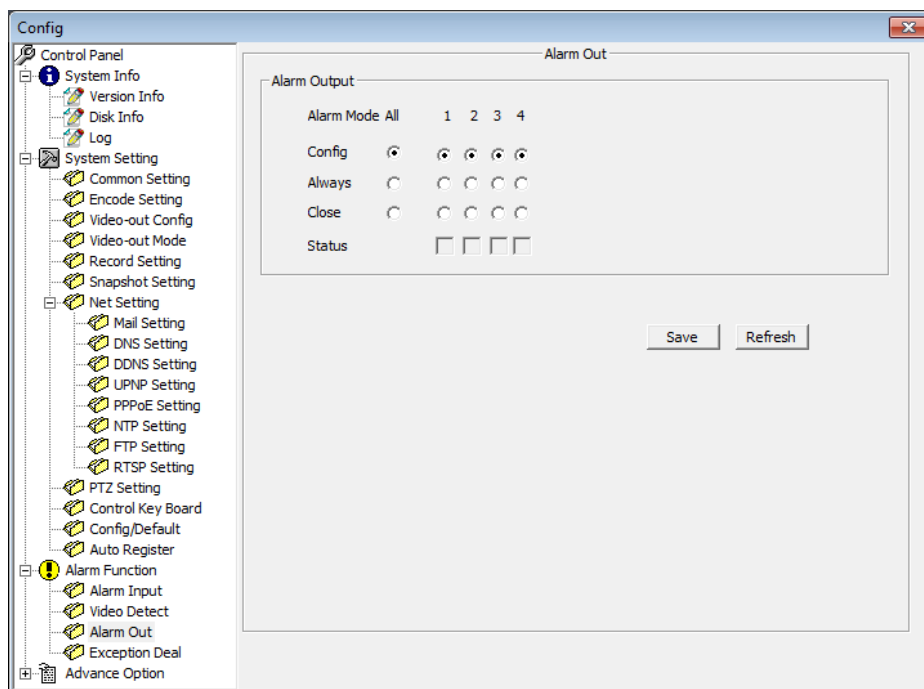 Config
Control Panel
System Info
Version Info
Disk Info
Log
System Setting
Common Setting
Encode Setting
Video-out Config
Video-out Mode
Record Setting
Snapshot Setting
Net Setting
Mail Setting
DNS Setting
DDNS Setting
UPNP Setting
PPPoE Setting
NTP Setting
FTP Setting
RTSP Setting
PTZ Setting
Control Key Board
Config/Default
Auto Register
Alarm Function
Alarm Input
Video Detect
Alarm Out
Exception Deal
Advance Option
Alarm Out
Alarm Output
Alarm Mode All 1 2 3 4
Config
Always
Close
Status
Save Refresh